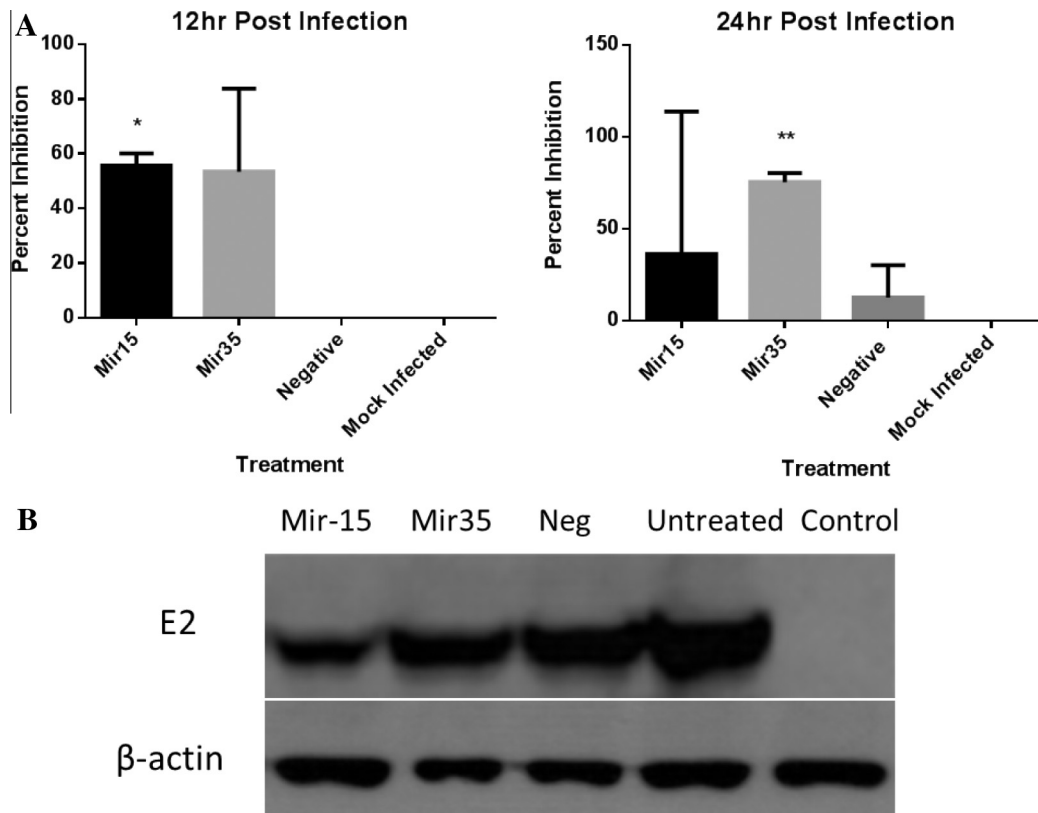 A
12hr Post Infection
Percent Inhibition
100
80
60
40
20
0
*
Mir15
Mir35
Negative
Mock Infected
Treatment
24hr Post Infection
Percent Inhibition
150
100
50
0
**
Mir15
Mir35
Negative
Mock Infected
Treatment
B
Mir-15 Mir35 Neg Untreated Control
E2
β-actin